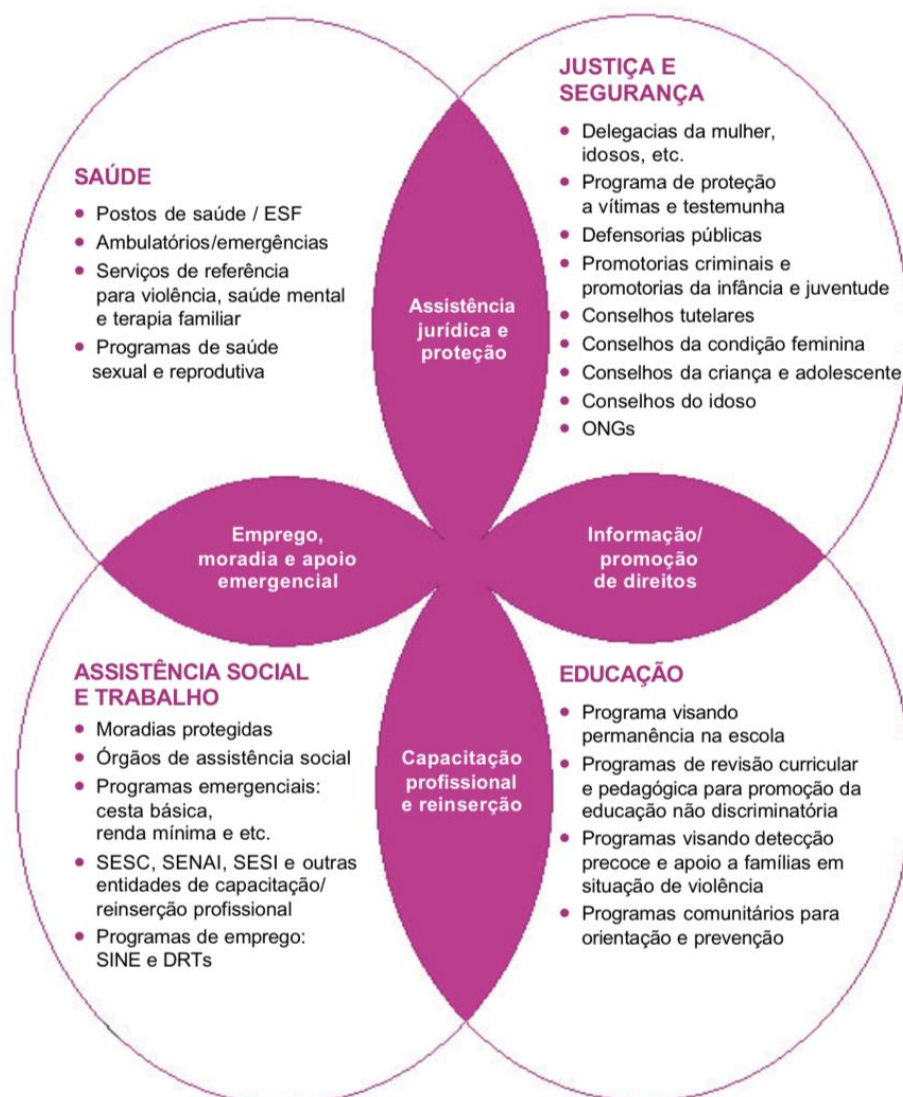 SAÚDE
• Postos de saúde / ESF
• Ambulatórios/emergências
• Serviços de referência
para violência, saúde mental
e terapia familiar
• Programas de saúde
sexual e reprodutiva
JUSTIÇA E
SEGURANÇA
• Delegacias da mulher,
idosos, etc.
• Programa de proteção
a vítimas e testemunha
• Defensorias públicas
• Promotorias criminais e
promotorias da infância e juventude
• Conselhos tutelares
• Conselhos da condição feminina
• Conselhos da criança e adolescente
• Conselhos do idoso
• ONGs
Assistência
jurídica e
proteção
Emprego,
moradia e apoio
emergencial
Informação/
promoção
de direitos
ASSISTÊNCIA SOCIAL
E TRABALHO
• Moradias protegidas
• Órgãos de assistência social
• Programas emergenciais:
cesta básica,
renda mínima e etc.
• SESC, SENAI, SESI e outras
entidades de capacitação/
reinserção profissional
• Programas de emprego:
SINE e DRTs
Capacitação
profissional
e reinserção
EDUCAÇÃO
• Programa visando
permanência na escola
• Programas de revisão curricular
e pedagógica para promoção da
educação não discriminatória
• Programas visando detecção
precoce e apoio a famílias em
situação de violência
• Programas comunitários para
orientação e prevenção